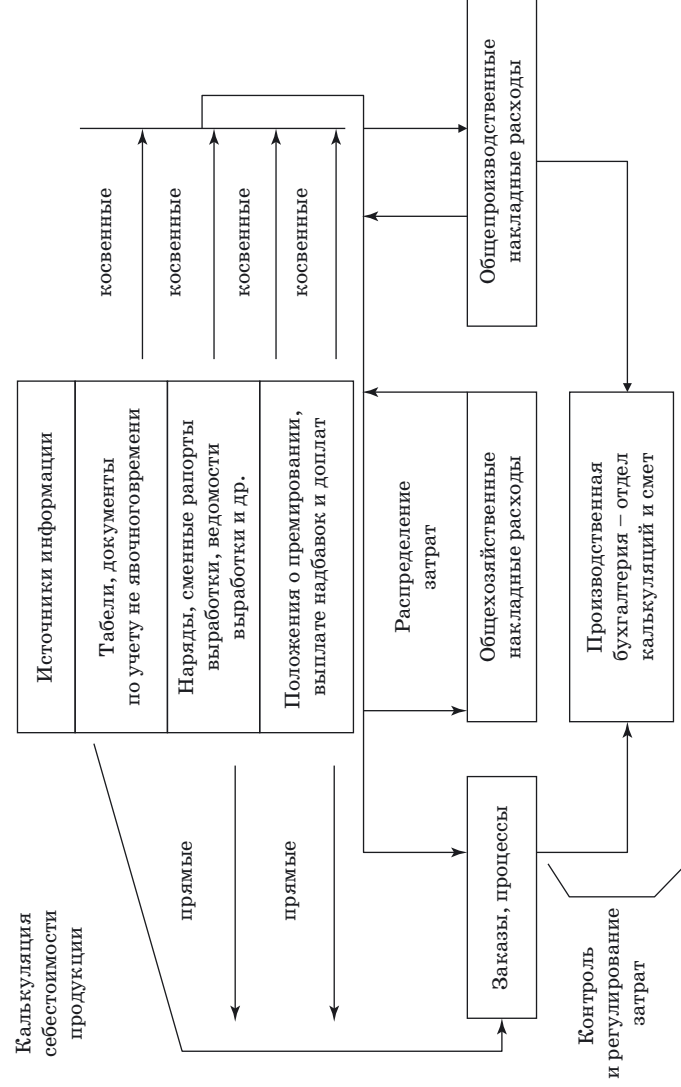 Калькуляция
себестоимости
продукции
Источники информации
Табели, документы
по учету не явочноговремени
Наряды, сменные рапорты
выработки, ведомости
выработки и др.
Положения о премировании,
выплате надбавок и доплат
прямые
прямые
косвенные
косвенные
косвенные
косвенные
Распределение
затрат
Заказы, процессы
Общехозяйственные
накладные расходы
Общепроизводственные
накладные расходы
Контроль
и регулирование
затрат
Производственная
бухгалтерия – отдел
калькуляций и смет